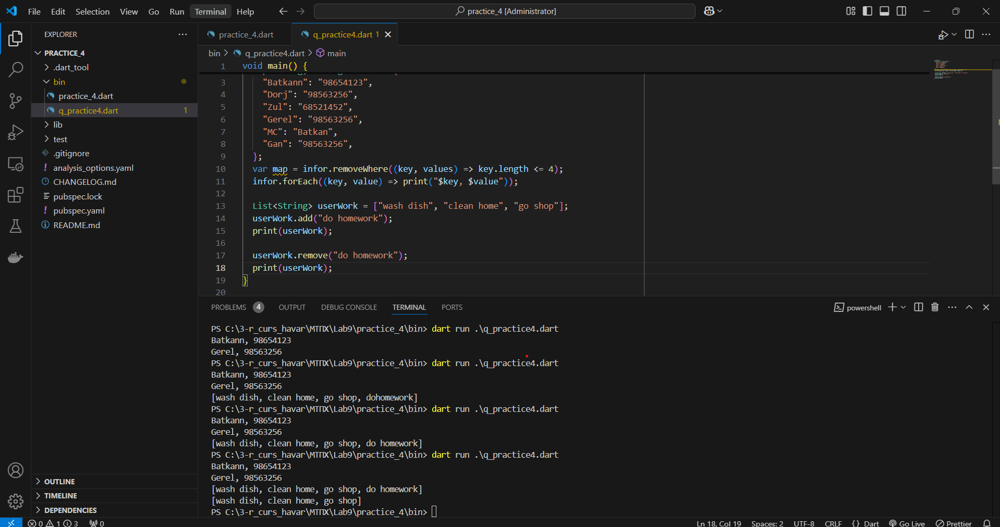 File Edit Selection View Go Run Terminal Help
practice_4 [Administrator]
EXPLORER
PRACTICE_4
.dart_tool
bin
practice_4.dart
q_practice4.dart 1
lib
test
.gitignore
analysis_options.yaml
CHANGELOG.md
pubspec.lock
pubspec.yaml
README.md
OUTLINE
TIMELINE
DEPENDENCIES
practice_4.dart
q_practice4.dart 1
bin > q_practice4.dart > main
1 void main() {
3 "Batkann": "98654123",
4 "Dorj": "98563256",
5 "Zul": "68521452",
6 "Gerel": "98563256",
7 "MC": "Batkan",
8 "Gan": "98563256",
9 };
10 var map = infor.removeWhere((key, values) => key.length <= 4);
11 infor.forEach((key, value) => print("$key, $value"));
12
13 List<String> userWork = ["wash dish", "clean home", "go shop"];
14 userWork.add("do homework");
15 print(userWork);
16
17 userWork.remove("do homework");
18 print(userWork);
19 }
20
PROBLEMS 4 OUTPUT DEBUG CONSOLE TERMINAL PORTS
powershell
PS C:\3-r_curs_havar\МТПХ\Lab9\practice_4\bin> dart run .\q_practice4.dart
Batkann, 98654123
Gerel, 98563256
PS C:\3-r_curs_havar\МТПХ\Lab9\practice_4\bin> dart run .\q_practice4.dart
Batkann, 98654123
Gerel, 98563256
[wash dish, clean home, go shop, dohomework]
PS C:\3-r_curs_havar\МТПХ\Lab9\practice_4\bin> dart run .\q_practice4.dart
Batkann, 98654123
Gerel, 98563256
[wash dish, clean home, go shop, do homework]
PS C:\3-r_curs_havar\МТПХ\Lab9\practice_4\bin> dart run .\q_practice4.dart
Batkann, 98654123
Gerel, 98563256
[wash dish, clean home, go shop, do homework]
[wash dish, clean home, go shop]
PS C:\3-r_curs_havar\МТПХ\Lab9\practice_4\bin>
0 1 3 0
Ln 18, Col 19 Spaces: 2 UTF-8 CRLF {} Dart Go Live Prettier